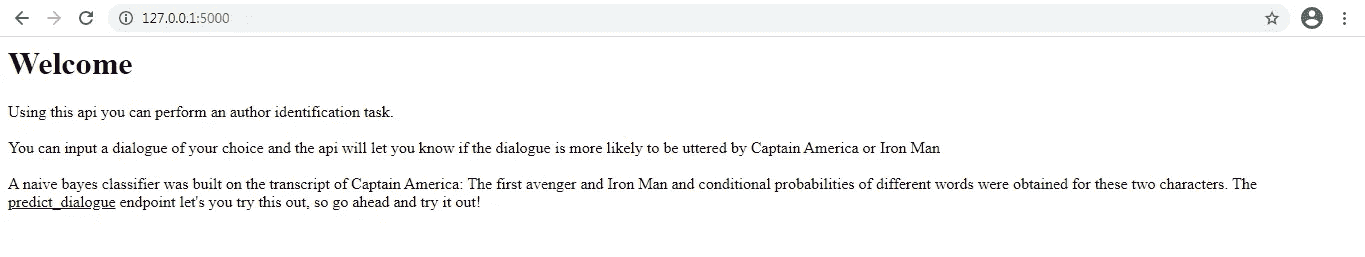 127.0.0.1:5000
Welcome
Using this api you can perform an author identification task.
You can input a dialogue of your choice and the api will let you know if the dialogue is more likely to be uttered by Captain America or Iron Man
A naive bayes classifier was built on the transcript of Captain America: The first avenger and Iron Man and conditional probabilities of different words were obtained for these two characters. The
predict_dialogue endpoint let's you try this out, so go ahead and try it out!